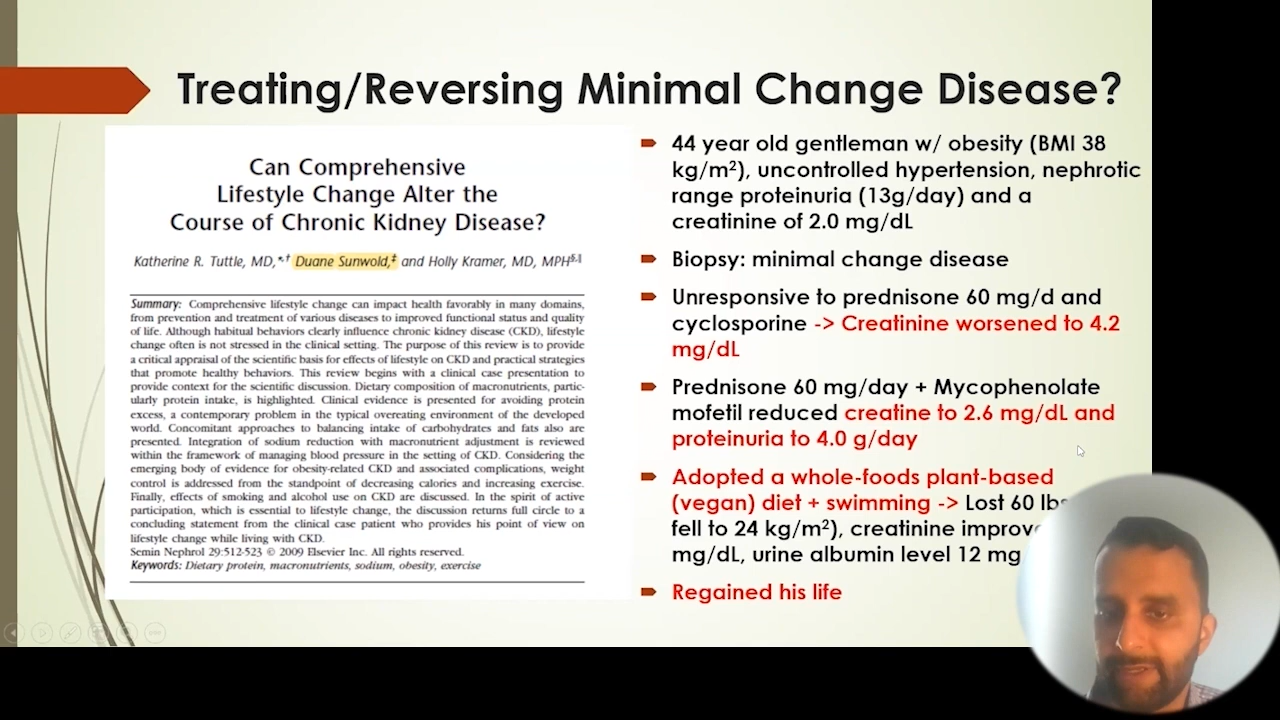 Treating/Reversing Minimal Change Disease?
Can Comprehensive
Lifestyle Change Alter the
Course of Chronic Kidney Disease?
Katherine R. Tuttle, MD,*,† Duane Sunwold,‡ and Holly Kramer, MD, MPH§,||
Summary: Comprehensive lifestyle change can impact health favorably in many domains,
from prevention and treatment of various diseases to improved functional status and quality
of life. Although habitual behaviors clearly influence chronic kidney disease (CKD), lifestyle
change often is not stressed in the clinical setting. The purpose of this review is to provide
a critical appraisal of the scientific basis for effects of lifestyle on CKD and practical strategies
that promote healthy behaviors. This review begins with a clinical case presentation to
provide context for the scientific discussion. Dietary composition of macronutrients, partic-
ularly protein intake, is highlighted. Clinical evidence is presented for avoiding protein
excess, a contemporary problem in the typical overeating environment of the developed
world. Concomitant approaches to balancing intake of carbohydrates and fats also are
presented. Integration of sodium reduction with macronutrient adjustment is reviewed
within the framework of managing blood pressure in the setting of CKD. Considering the
emerging body of evidence for obesity-related CKD and associated complications, weight
control is addressed from the standpoint of decreasing calories and increasing exercise.
Finally, effects of smoking and alcohol use on CKD are discussed. In the spirit of active
participation, which is essential to lifestyle change, the discussion returns full circle to a
concluding statement from the clinical case patient who provides his point of view on
lifestyle change while living with CKD.
Semin Nephrol 29:512-523 © 2009 Elsevier Inc. All rights reserved.
Keywords: Dietary protein, macronutrients, sodium, obesity, exercise
44 year old gentleman w/ obesity (BMI 38
kg/m²), uncontrolled hypertension, nephrotic
range proteinuria (13g/day) and a
creatinine of 2.0 mg/dL
Biopsy: minimal change disease
Unresponsive to prednisone 60 mg/d and
cyclosporine -> Creatinine worsened to 4.2
mg/dL
Prednisone 60 mg/day + Mycophenolate
mofetil reduced creatine to 2.6 mg/dL and
proteinuria to 4.0 g/day
Adopted a whole-foods plant-based
(vegan) diet + swimming -> Lost 60
fell to 24 kg/m²), creatinine
mg/dL, urine albumin level 12 mg
Regained his life